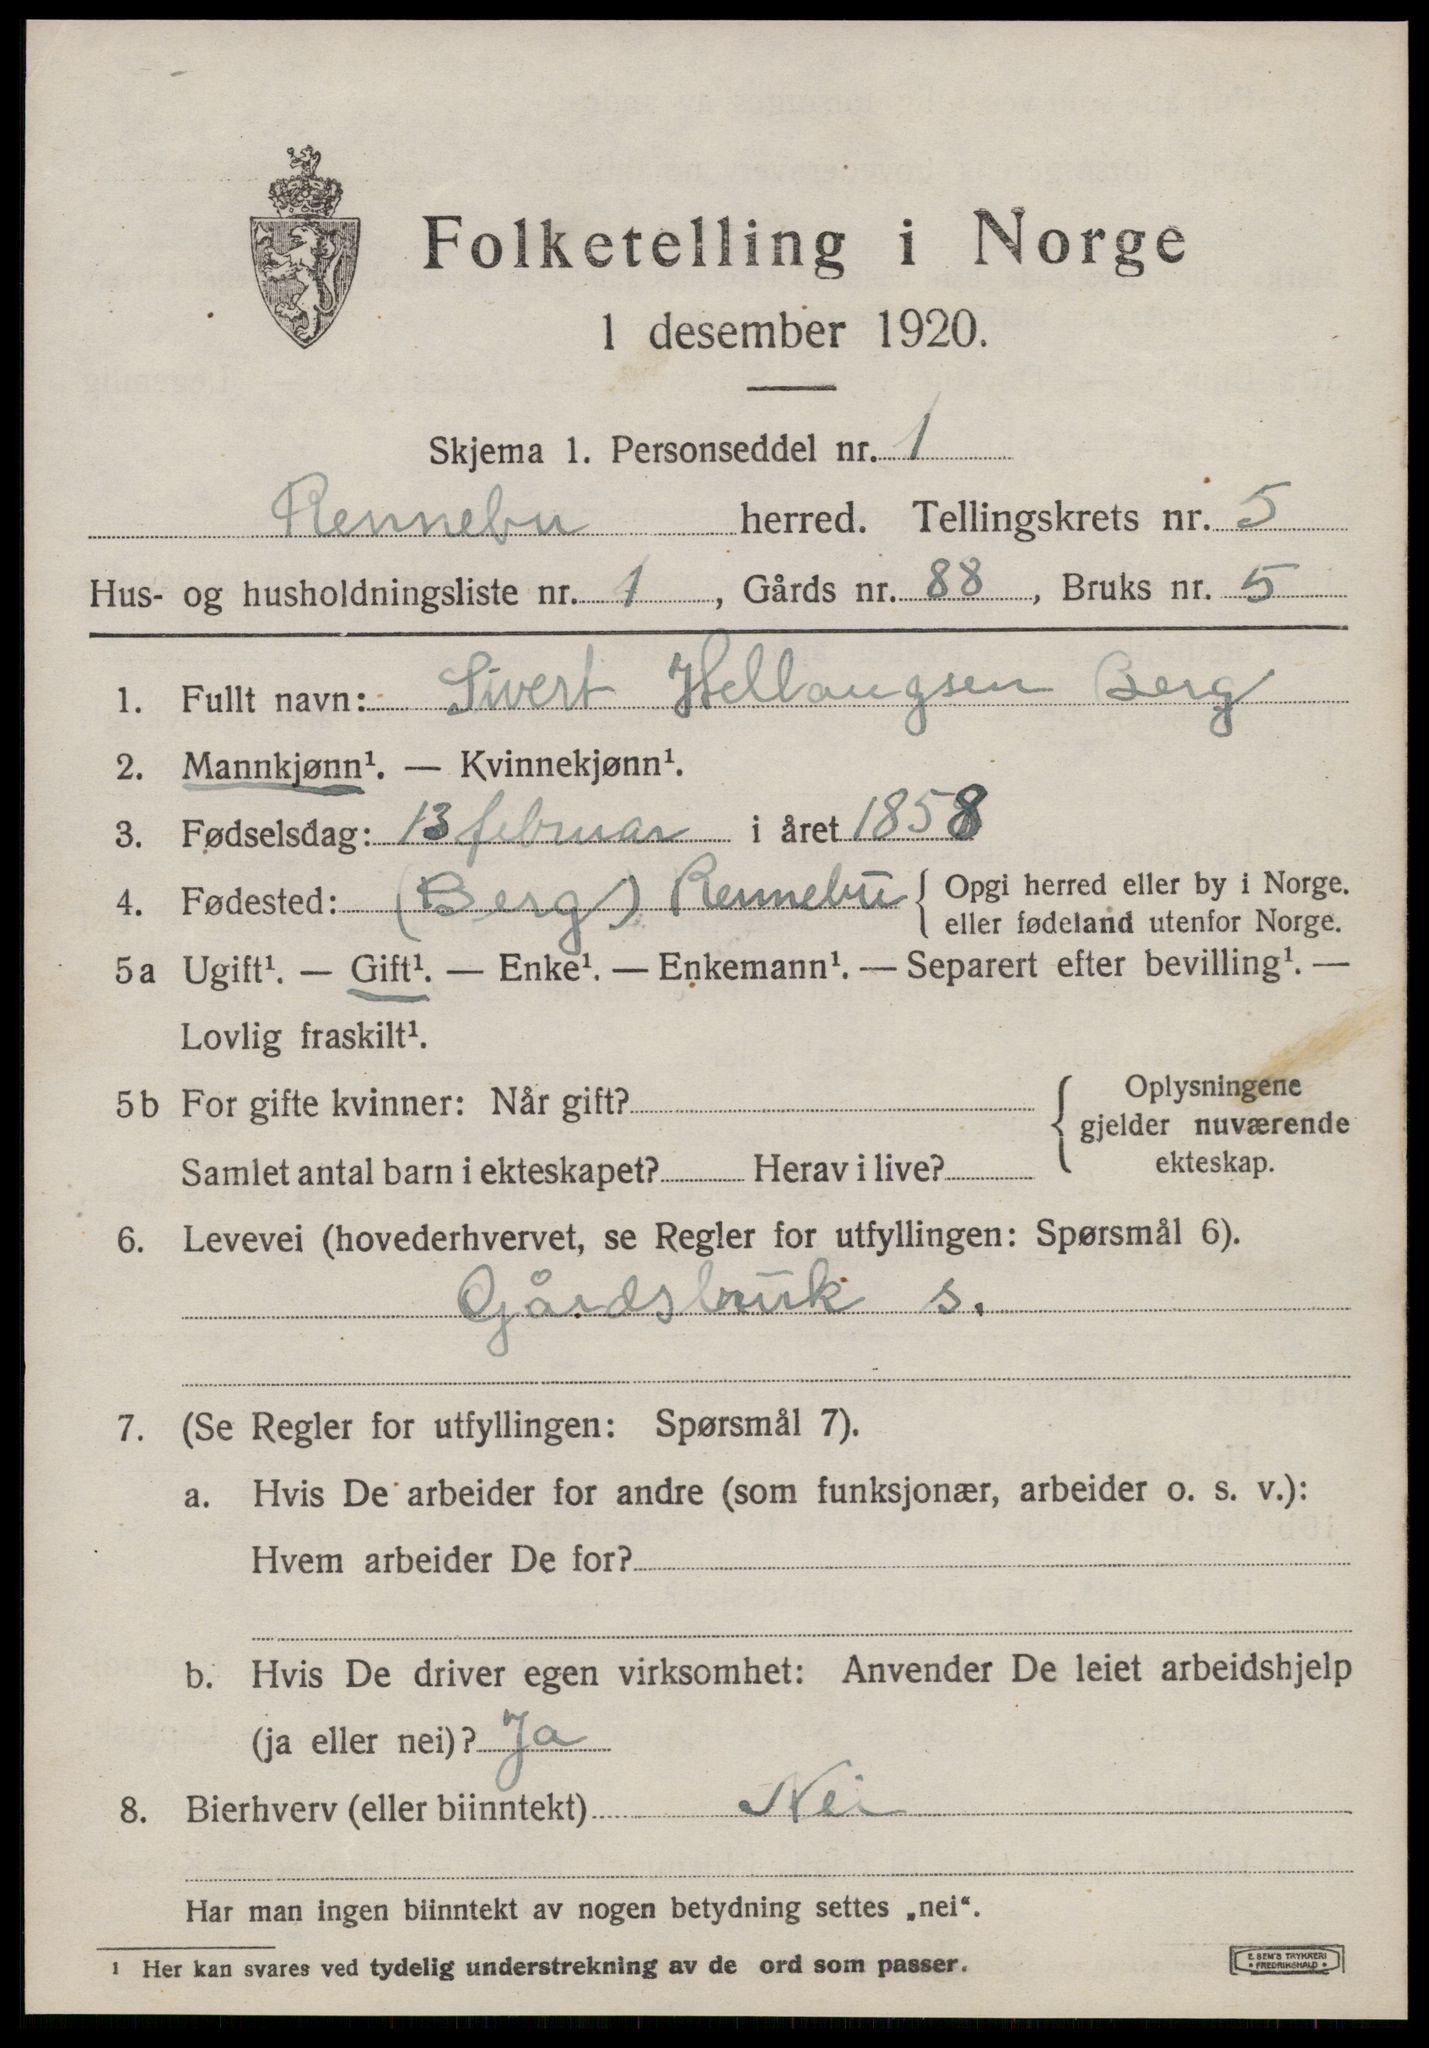 Folketelling i Norge
1 desember 1920.
Skjema 1. Personseddel nr. 1
Rennebu herred. Tellingskrets nr. 5
Hus- og husholdningsliste nr. 1, Gårds nr. 88, Bruks nr. 5
1. Fullt navn: Sivert Hellaugsen Berg
2. Mannkjønn¹. — Kvinnekjønn¹.
3. Fødselsdag: 13 februar i året 1858
4. Fødested: (Berg) Rennebu { Opgi herred eller by i Norge.
eller fødeland utenfor Norge.
5a Ugift¹. — Gift¹. — Enke¹. — Enkemann¹. — Separert efter bevilling¹. —
Lovlig fraskilt¹.
5b For gifte kvinner: Når gift? { Oplysningene
gjelder nuværende
Samlet antal barn i ekteskapet? Herav i live? ekteskap.
6. Levevei (hovederhvervet, se Regler for utfyllingen: Spørsmål 6).
Gårdsbruk s.
7. (Se Regler for utfyllingen: Spørsmål 7).
a. Hvis De arbeider for andre (som funksjonær, arbeider o. s. v.):
Hvem arbeider De for?
b. Hvis De driver egen virksomhet: Anvender De leiet arbeidshjelp
(ja eller nei)? Ja
8. Bierhverv (eller biinntekt) Nei
Har man ingen biinntekt av nogen betydning settes „nei“.
¹ Her kan svares ved tydelig understrekning av de ord som passer.
E. SEM'S TRYKKERI
• FREDRIKSHALD •